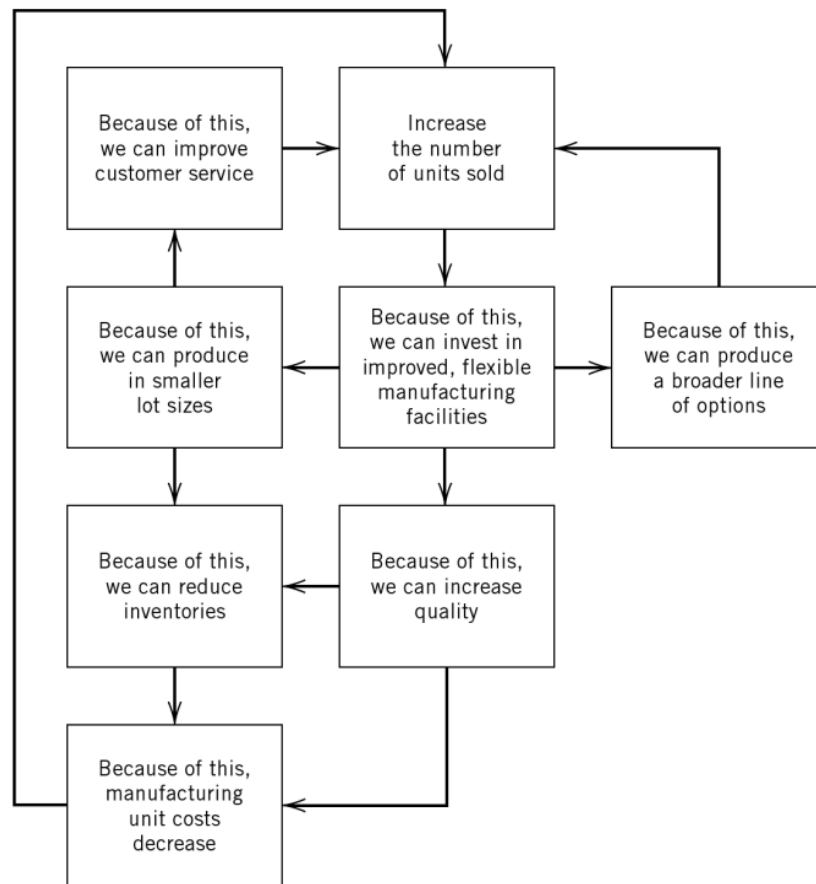 Because of this,
we can improve
customer service
Increase
the number
of units sold
Because of this,
we can produce
in smaller
lot sizes
Because of this,
we can invest in
improved, flexible
manufacturing
facilities
Because of this,
we can produce
a broader line
of options
Because of this,
we can reduce
inventories
Because of this,
we can increase
quality
Because of this,
manufacturing
unit costs
decrease